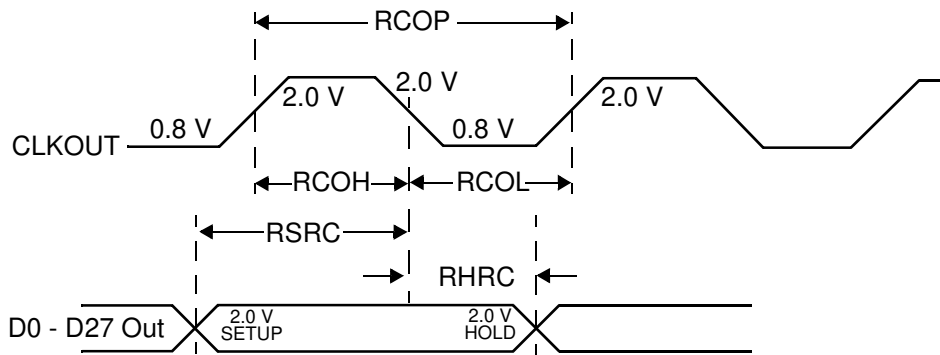 RCOP
2.0 V
2.0 V
2.0 V
0.8 V
0.8 V
CLKOUT
RCOH
RCOL
RSRC
RHRC
D0 - D27 Out
2.0 V
SETUP
2.0 V
HOLD